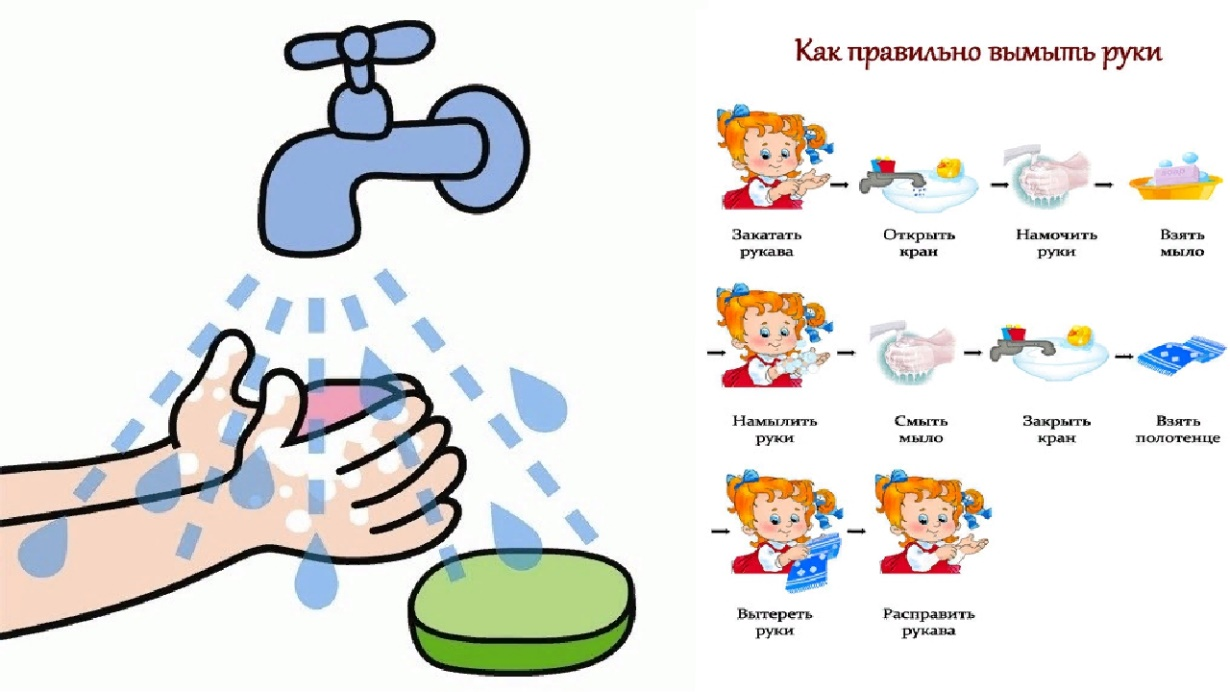 Как правильно вымыть руки
Закатать
рукава
Открыть
кран
Намочить
руки
Взять
мыло
Намылить
руки
Смыть
мыло
Закрыть
кран
Взять
полотенце
Вытереть
руки
Расправить
рукава